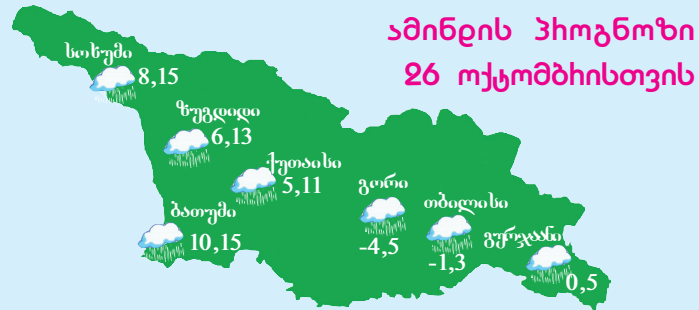 ამინდის პროგნოზი
26 ოქტომბრისთვის
სოხუმი
8,15
ზუგდიდი
6,13
ქუთაისი
5,11
ბათუმი
10,15
გორი
-4,5
თბილისი
-1,3
გურჯაანი
0,5